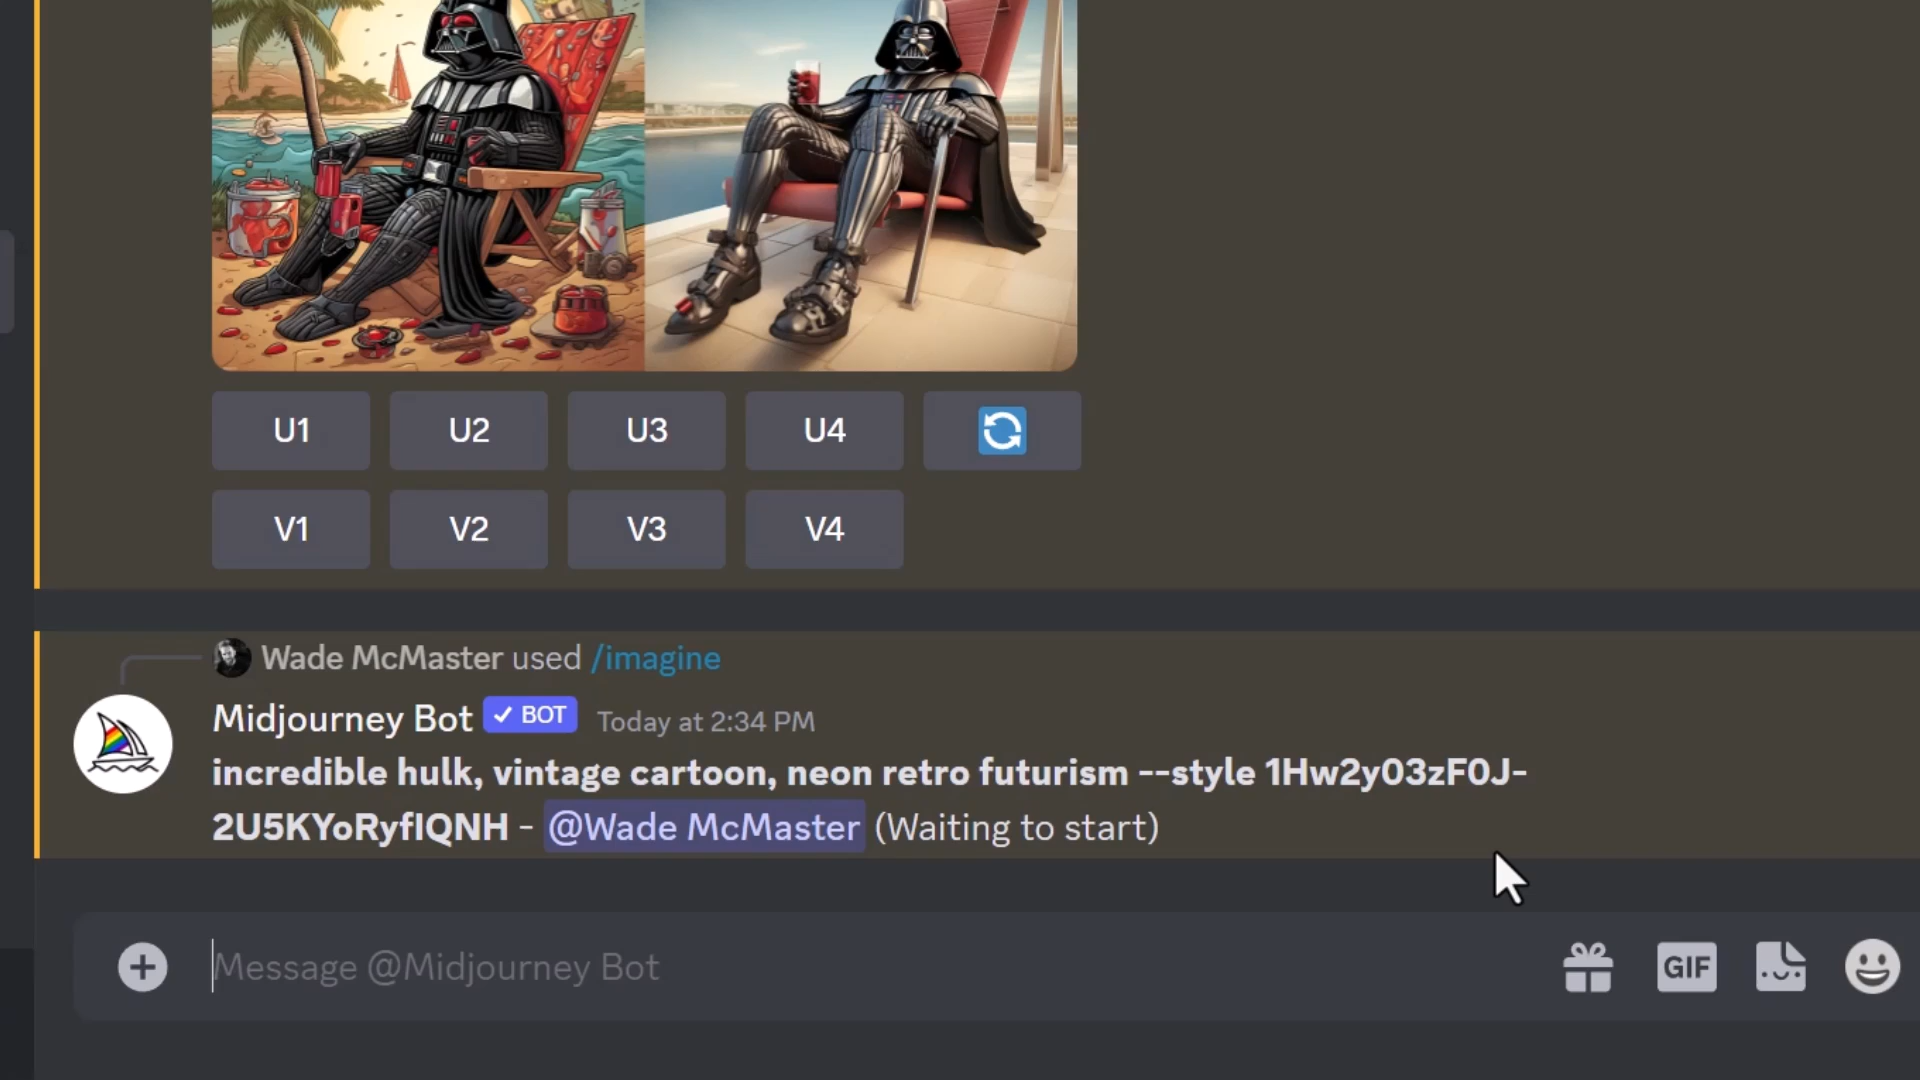 U1 U2 U3 U4
V1 V2 V3 V4
Wade McMaster used /imagine
Midjourney Bot ✓ BOT Today at 2:34 PM
incredible hulk, vintage cartoon, neon retro futurism --style 1Hw2y03zF0J-
2U5KYoRyfIQNH - @Wade McMaster (Waiting to start)
Message @Midjourney Bot GIF